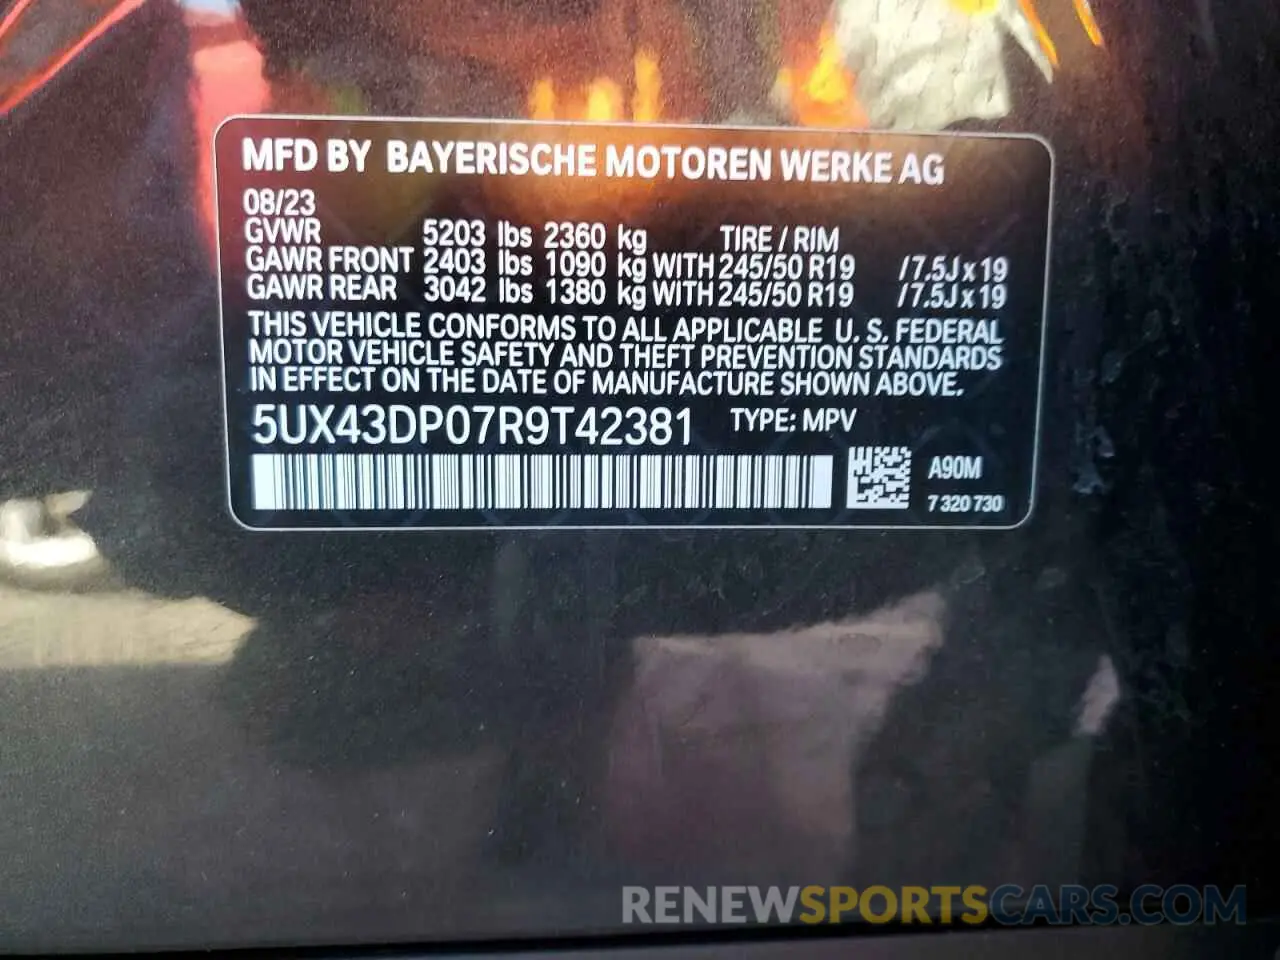 MFD BY BAYERISCHE MOTOREN WERKE AG
08/23
GVWR 5203 lbs 2360 kg TIRE / RIM
GAWR FRONT 2403 lbs 1090 kg WITH 245/50 R19 / 7.5J x 19
GAWR REAR 3042 lbs 1380 kg WITH 245/50 R19 / 7.5J x 19
THIS VEHICLE CONFORMS TO ALL APPLICABLE U. S. FEDERAL
MOTOR VEHICLE SAFETY AND THEFT PREVENTION STANDARDS
IN EFFECT ON THE DATE OF MANUFACTURE SHOWN ABOVE.
5UX43DP07R9T42381 TYPE: MPV
A90M
7 320 730
RENEWSPORTSCARS.COM